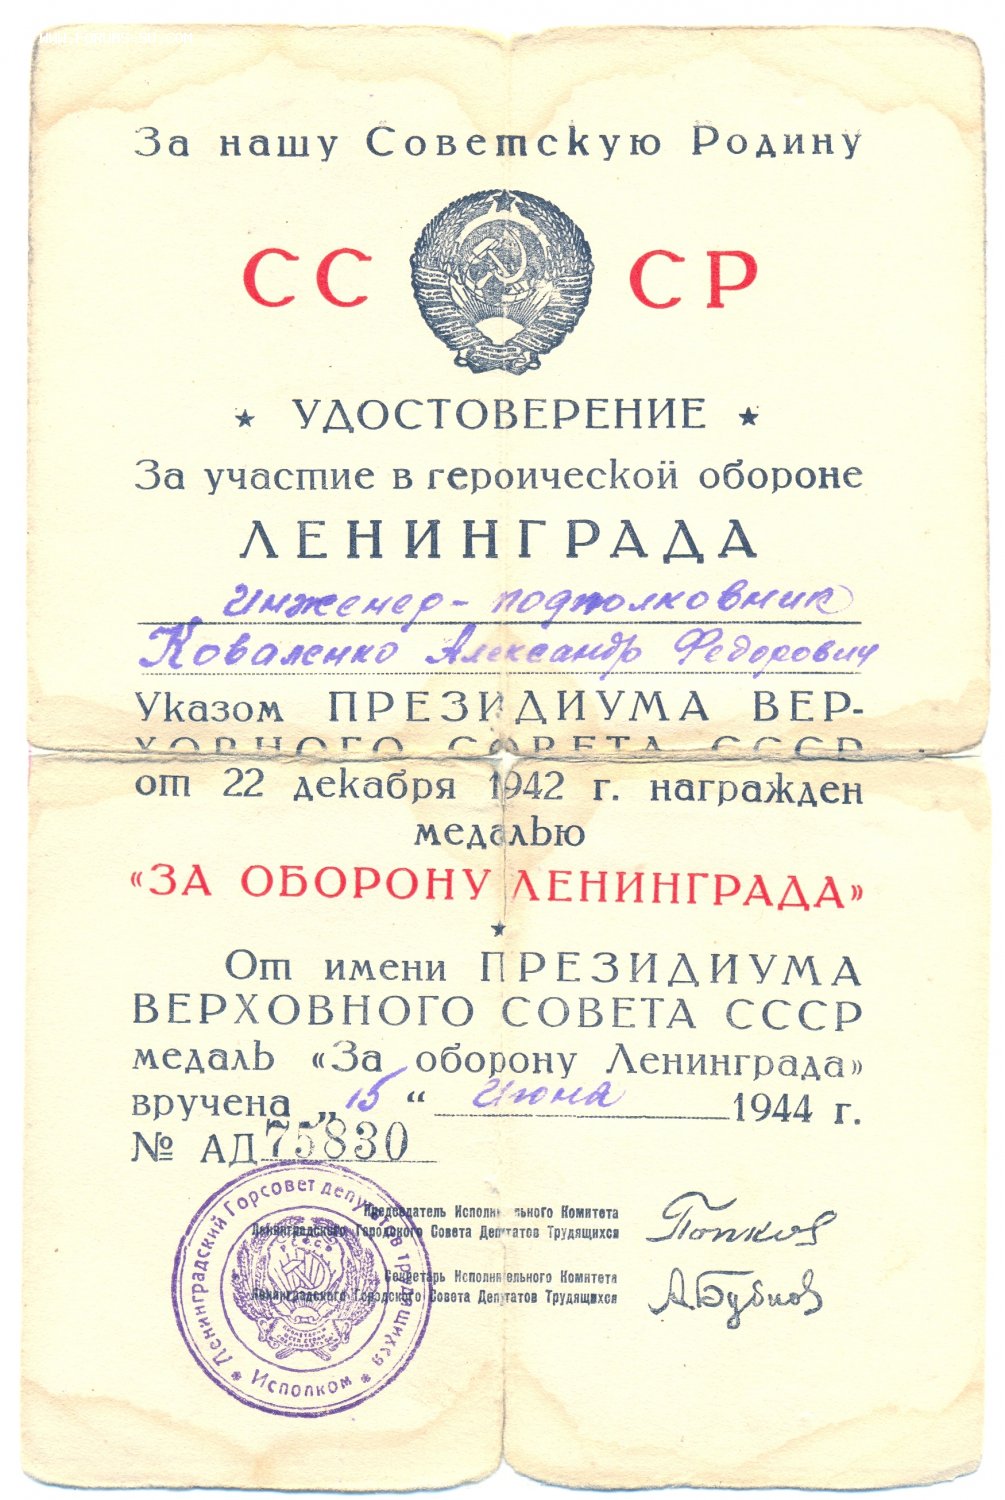 За нашу Советскую Родину
СССР
★ УДОСТОВЕРЕНИЕ ★
За участие в героической обороне
ЛЕНИНГРАДА
инженер-подполковник
Коваленко Александр Федорович
Указом ПРЕЗИДИУМА ВЕР-
ХОВНОГО СОВЕТА СССР
от 22 декабря 1942 г. награжден
медалью
«ЗА ОБОРОНУ ЛЕНИНГРАДА»
★
От имени ПРЕЗИДИУМА
ВЕРХОВНОГО СОВЕТА СССР
медаль «За оборону Ленинграда»
вручена „15“ Июня 1944 г.
№ АД 75830
Председатель Исполнительного Комитета
Ленинградского Городского Совета Депутатов Трудящихся
Попков
Секретарь Исполнительного Комитета
Ленинградского Городского Совета Депутатов Трудящихся
А.Бубнов
Ленинградский Горсовет депутатов трудящихся
* Исполком *